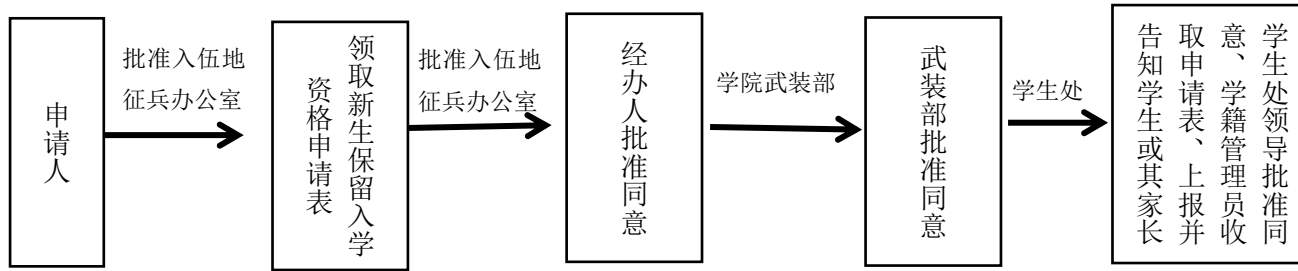 申请人
批准入伍地
征兵办公室
领取新生保留入学
资格申请表
批准入伍地
征兵办公室
经办人批准同意
学院武装部
武装部批准同意
学生处
学生处领导批准同
意、学籍管理员收
取申请表、上报并
告知学生或其家长